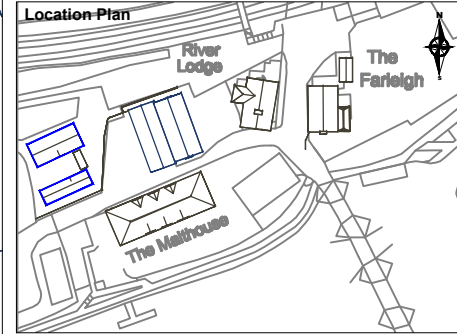 Location Plan
N
River
Lodge
The
Farleigh
S
The Malthouse